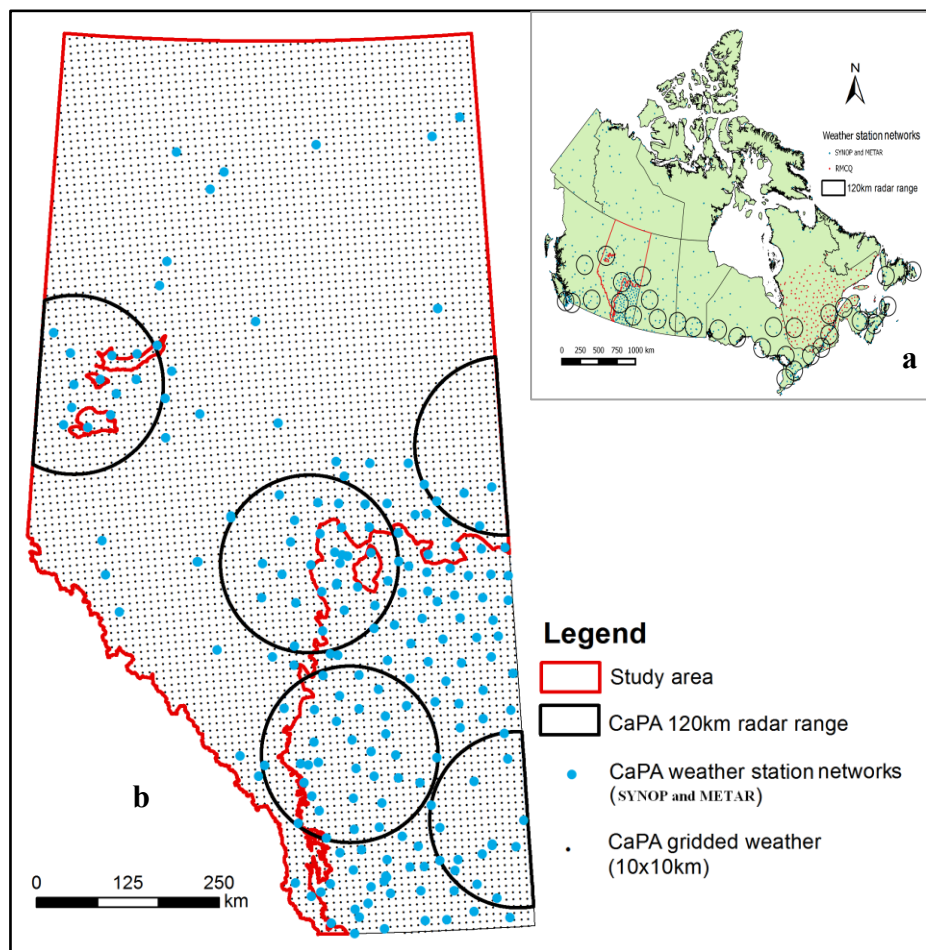 N
Weather station networks
SYNOP and METAR
RMCQ
120km radar range
0 250 500 750 1000 km
a
Legend
Study area
CaPA 120km radar range
CaPA weather station networks
(SYNOP and METAR)
CaPA gridded weather
(10x10km)
b
0 125 250
km